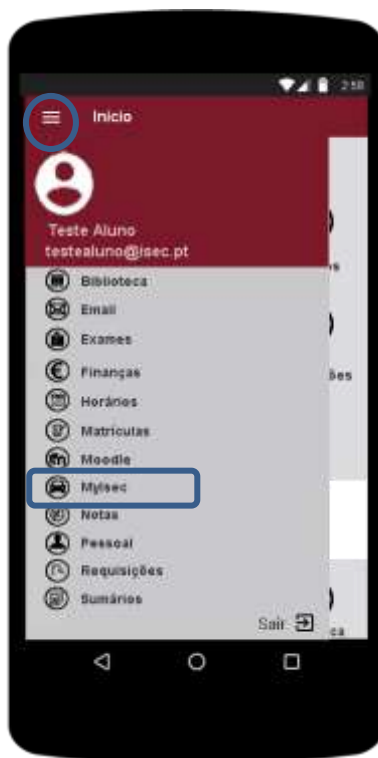 2:58
Inicio
Teste Aluno
testealuno@isec.pt
Biblioteca
Email
Exames
Finanças
Horários
Matrículas
Moodle
MyIsec
Notas
Pessoal
Requisições
Sumários
Sair